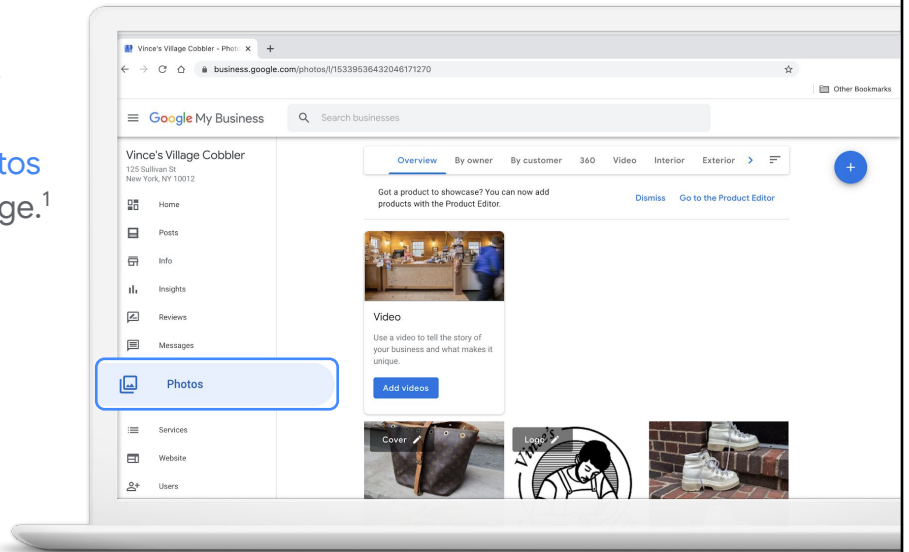 tos
ge.¹
Vince's Village Cobbler - Phot
business.google.com/photos/l/15339536432046171270
Other Bookmarks
Google My Business
Search businesses
Vince's Village Cobbler
125 Sullivan St
New York, NY 10012
Home
Posts
Info
Insights
Reviews
Messages
Photos
Services
Website
Users
Overview By owner By customer 360 Video Interior Exterior
Got a product to showcase? You can now add
products with the Product Editor.
Dismiss Go to the Product Editor
Video
Use a video to tell the story of
your business and what makes it
unique.
Add videos
Cover
Logo
Vince's